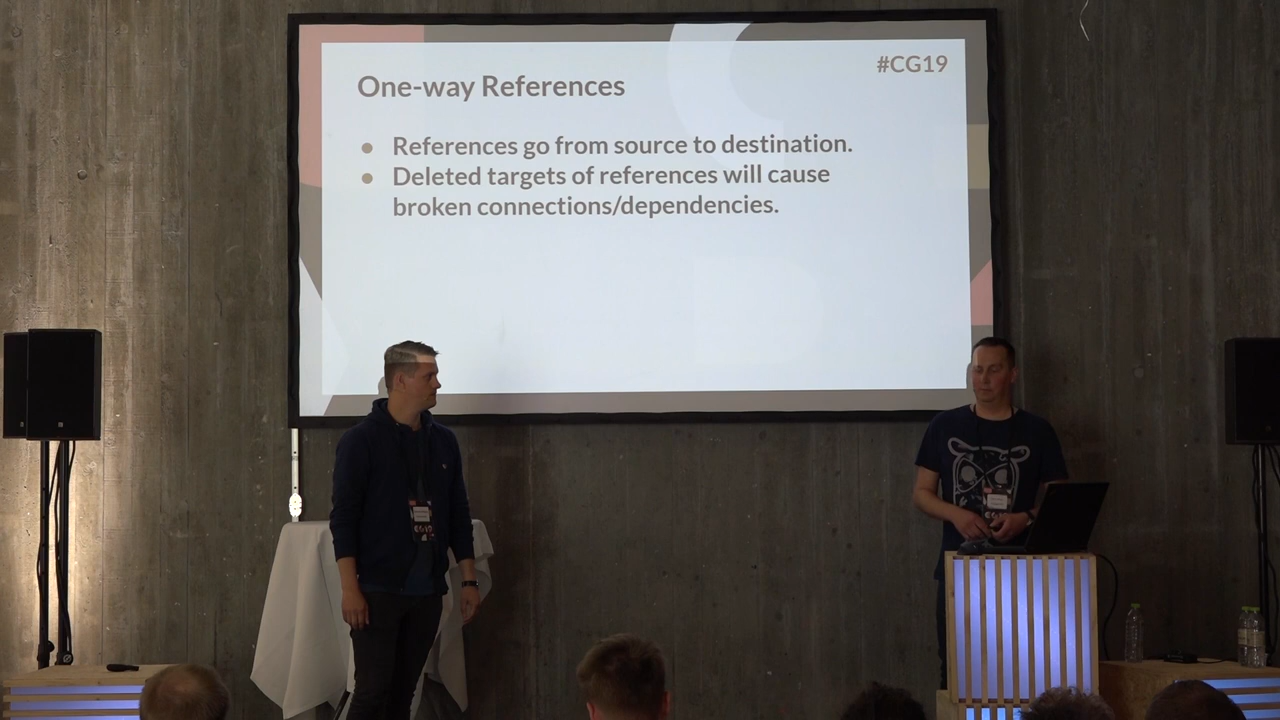 #CG19
One-way References
● References go from source to destination.
● Deleted targets of references will cause
broken connections/dependencies.